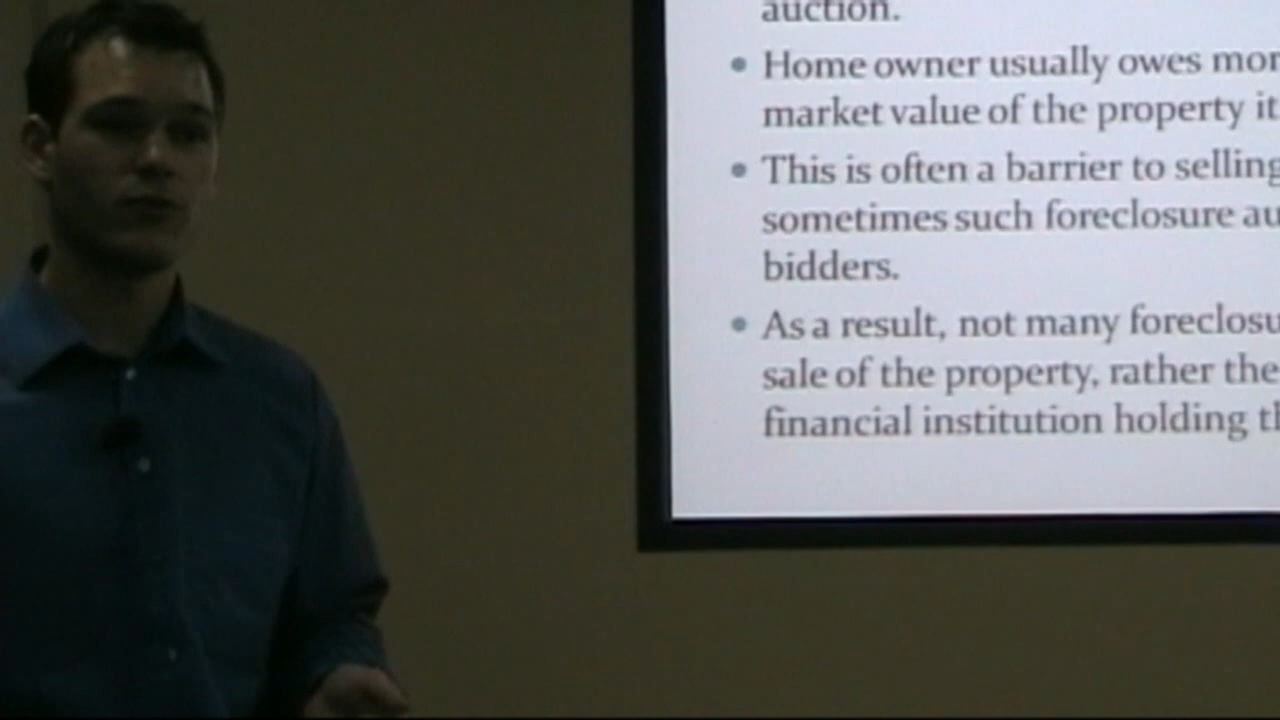 auction.
Home owner usually owes mor
market value of the property it
This is often a barrier to selling
sometimes such foreclosure au
bidders.
As a result, not many foreclosu
sale of the property, rather the
financial institution holding th